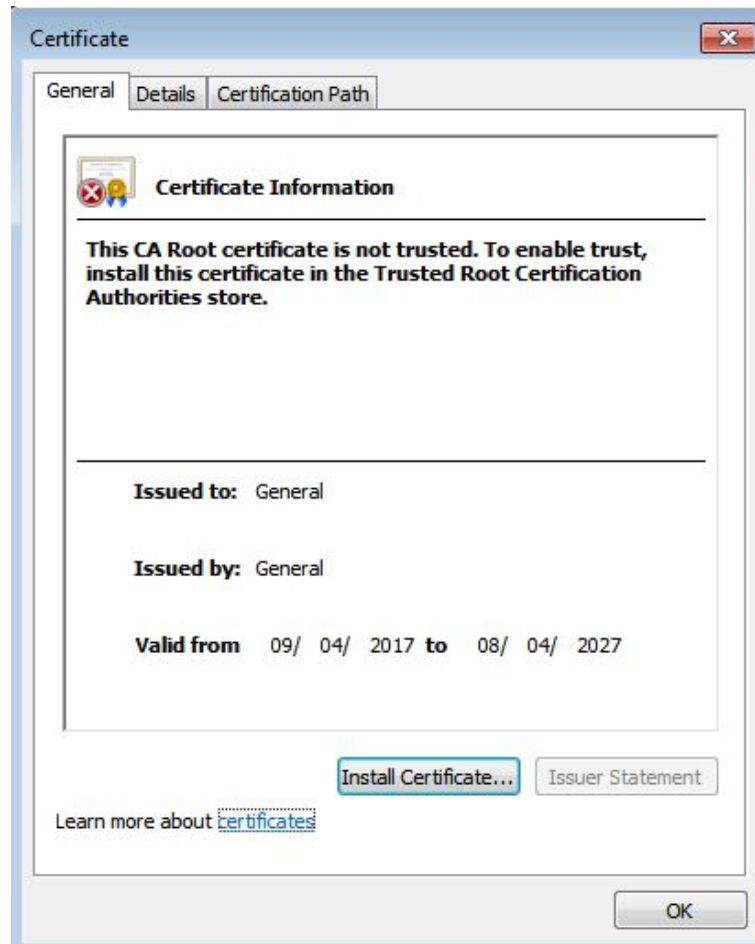 Certificate
General Details Certification Path
Certificate Information
This CA Root certificate is not trusted. To enable trust,
install this certificate in the Trusted Root Certification
Authorities store.
Issued to: General
Issued by: General
Valid from 09/ 04/ 2017 to 08/ 04/ 2027
Install Certificate... Issuer Statement
Learn more about certificates
OK